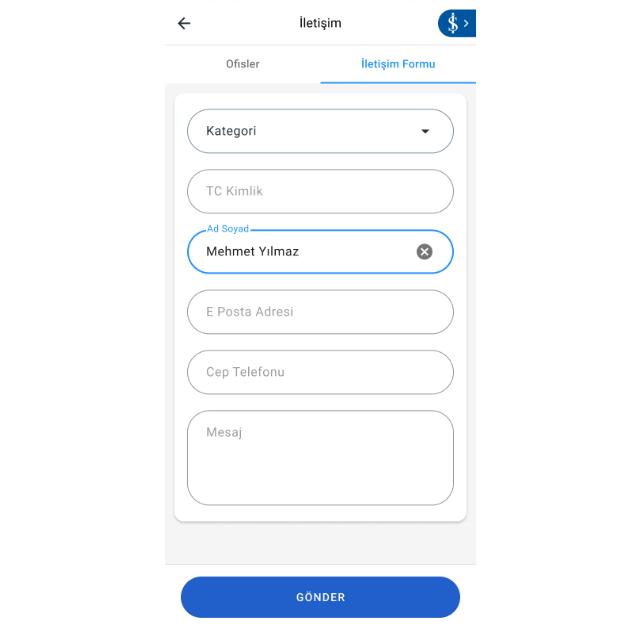 İletişim
Ofisler
İletişim Formu
Kategori
TC Kimlik
Ad Soyad
Mehmet Yılmaz
E Posta Adresi
Cep Telefonu
Mesaj
GÖNDER